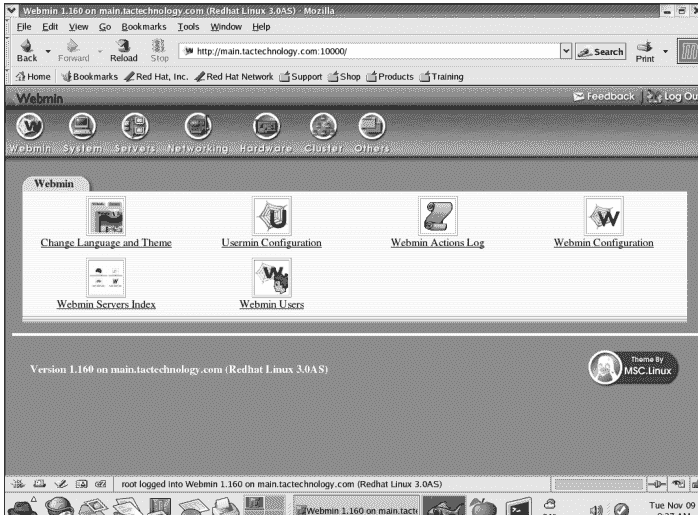 Webmin 1.160 on main.tactechnology.com (Redhat Linux 3.0AS) - Mozilla
File Edit View Go Bookmarks Tools Window Help
Back Forward Reload Stop http://main.tactechnology.com:10000/ Search Print
Home Bookmarks Red Hat, Inc. Red Hat Network Support Shop Products Training
Webmin Feedback Log Ou
Webmin System Servers Networking Hardware Cluster Others
Webmin
Change Language and Theme Usermin Configuration Webmin Actions Log Webmin Configuration
Webmin Servers Index Webmin Users
Version 1.160 on main.tactechnology.com (Redhat Linux 3.0AS)
Theme By
MSC.Linux
root logged into Webmin 1.160 on main.tactechnology.com (Redhat Linux 3.0AS)
Webmin 1.160 on main.tact
Tue Nov 09